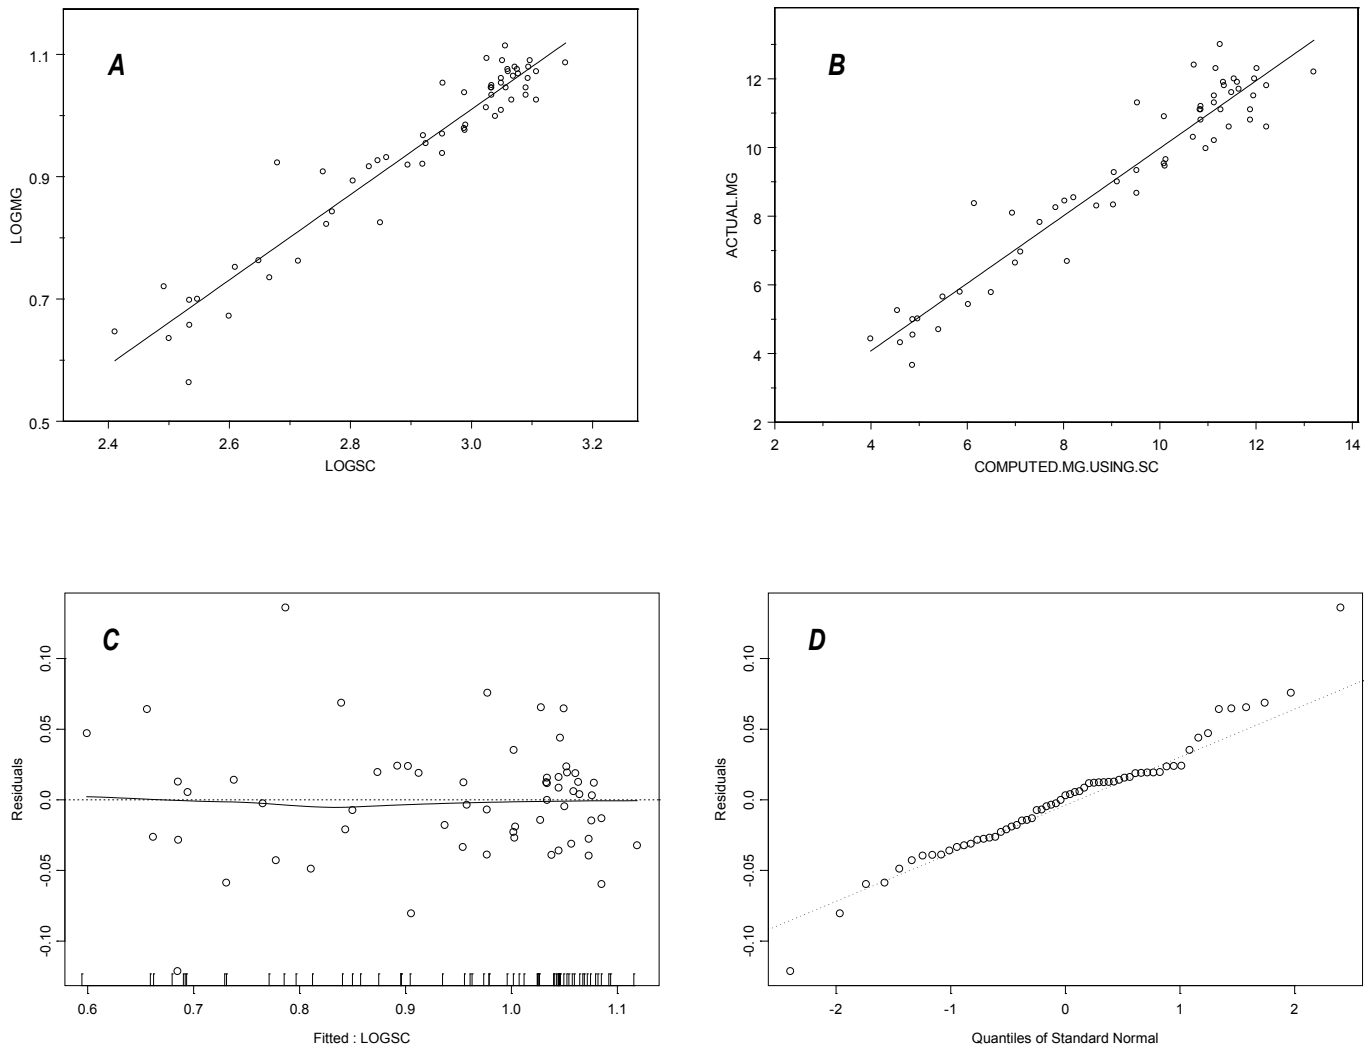 A
1.1
0.9
0.7
0.5
LOGMG
2.4 2.6 2.8 3.0 3.2
LOGSC
B
12
10
8
6
4
2
ACTUAL.MG
2 4 6 8 10 12 14
COMPUTED.MG.USING.SC
C
0.10
0.05
0.0
-0.05
-0.10
Residuals
0.6 0.7 0.8 0.9 1.0 1.1
Fitted : LOGSC
D
0.10
0.05
0.0
-0.05
-0.10
Residuals
-2 -1 0 1 2
Quantiles of Standard Normal